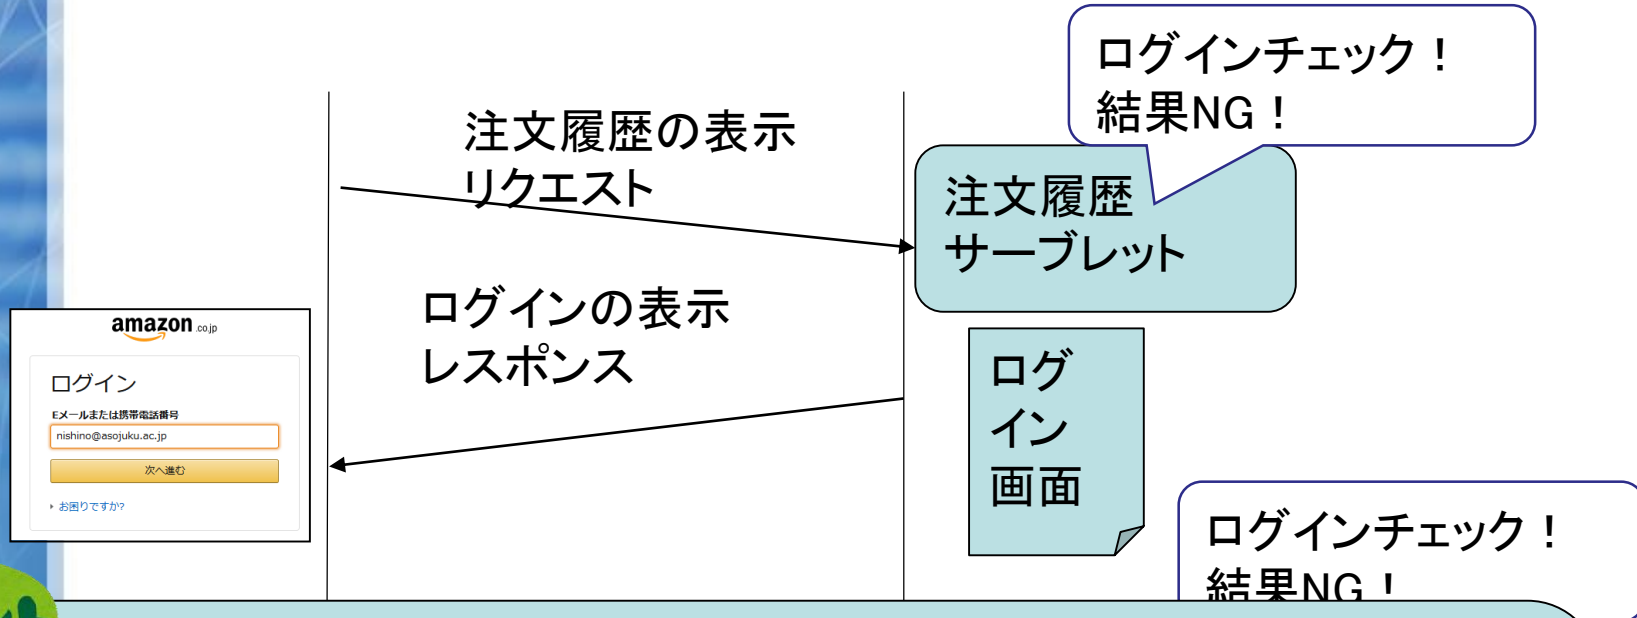 ログインチェック！
結果NG！
注文履歴の表示
リクエスト
注文履歴
サーブレット
ログインの表示
レスポンス
amazon.co.jp
ログイン
Eメールまたは携帯電話番号
nishino@asojuku.ac.jp
次へ進む
お困りですか?
ログ
イン
画面
ログインチェック！
結果NG！